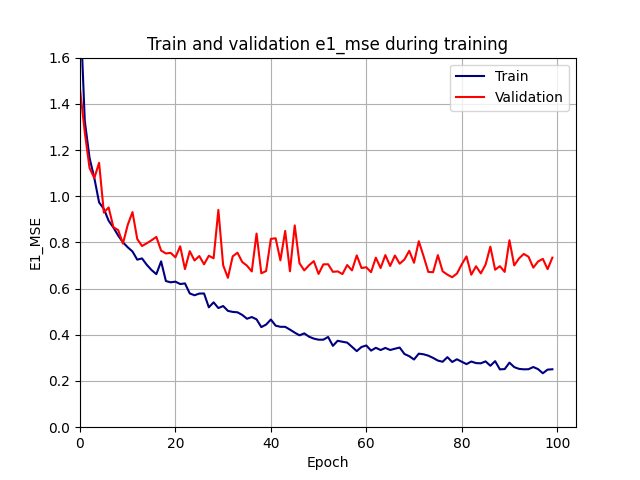 Train and validation e1_mse during training
Train
Validation
E1_MSE
1.6
1.4
1.2
1.0
0.8
0.6
0.4
0.2
0.0
0 20 40 60 80 100
Epoch